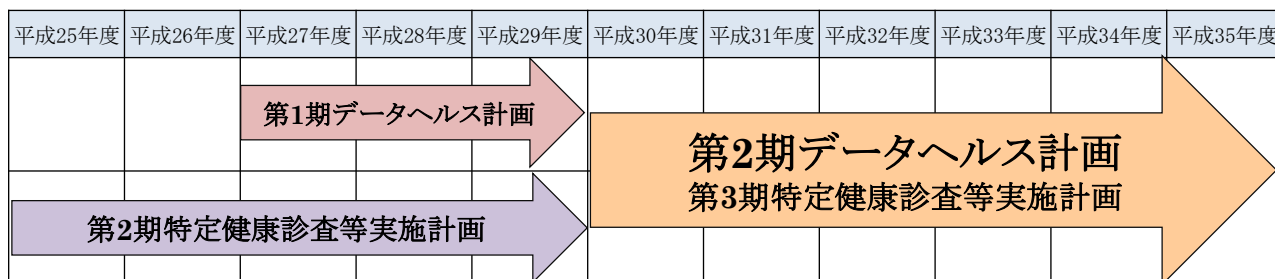 平成25年度 平成26年度 平成27年度 平成28年度 平成29年度 平成30年度 平成31年度 平成32年度 平成33年度 平成34年度 平成35年度
第1期データヘルス計画
第2期データヘルス計画
第3期特定健康診査等実施計画
第2期特定健康診査等実施計画